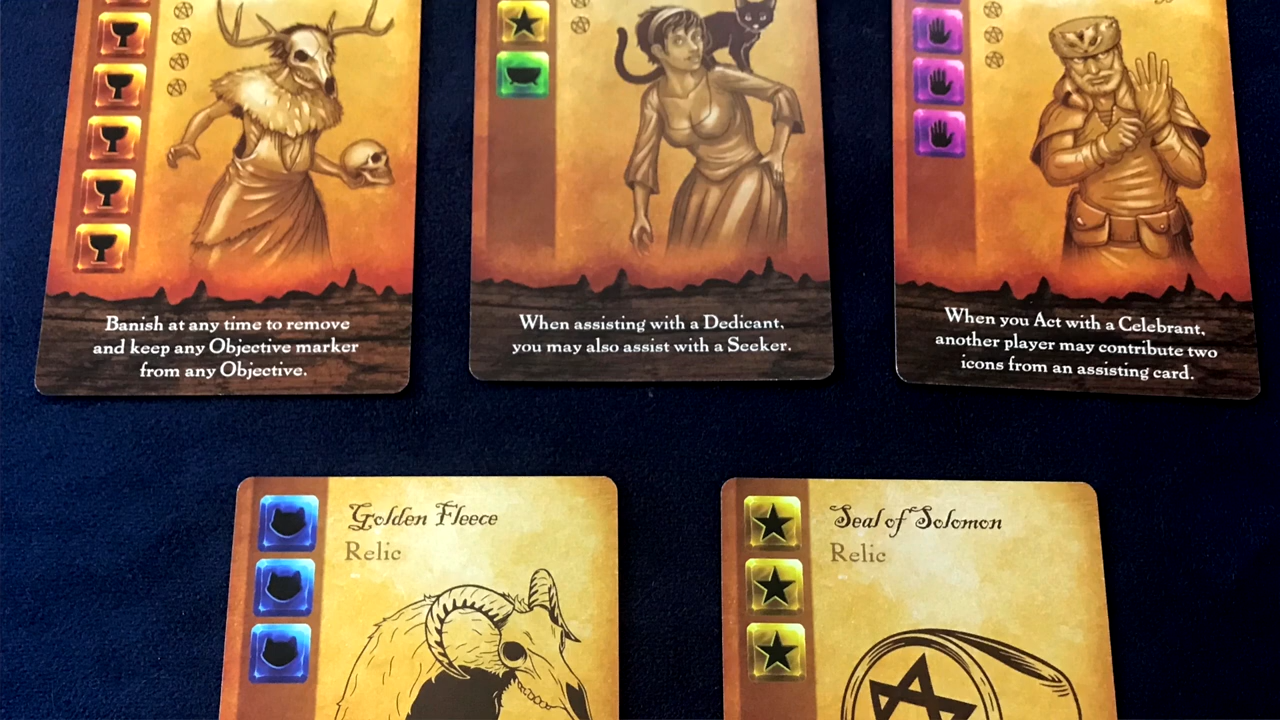 Banish at any time to remove
and keep any Objective marker
from any Objective.
When assisting with a Dedicant,
you may also assist with a Seeker.
When you Act with a Celebrant,
another player may contribute two
icons from an assisting card.
Golden Fleece
Relic
Seal of Solomon
Relic